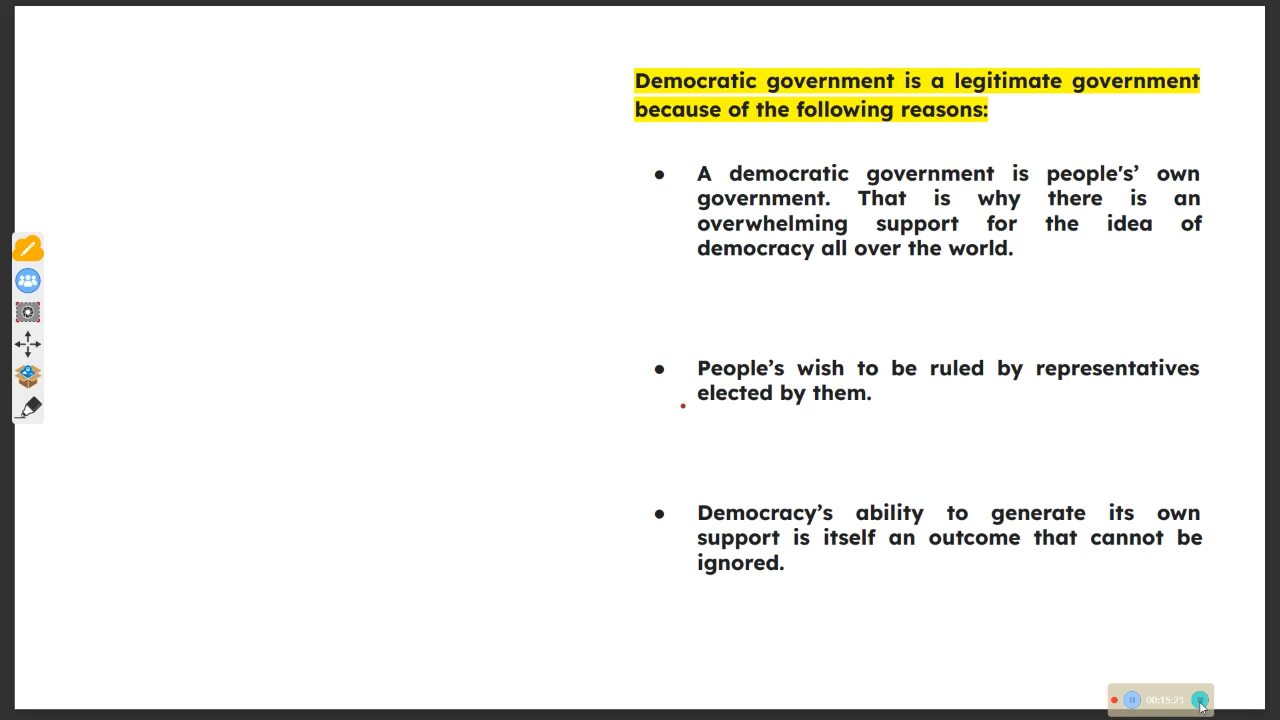 Democratic government is a legitimate government
because of the following reasons:
● A democratic government is people's’ own
government. That is why there is an
overwhelming support for the idea of
democracy all over the world.
● People’s wish to be ruled by representatives
elected by them.
● Democracy’s ability to generate its own
support is itself an outcome that cannot be
ignored.
00:15:21